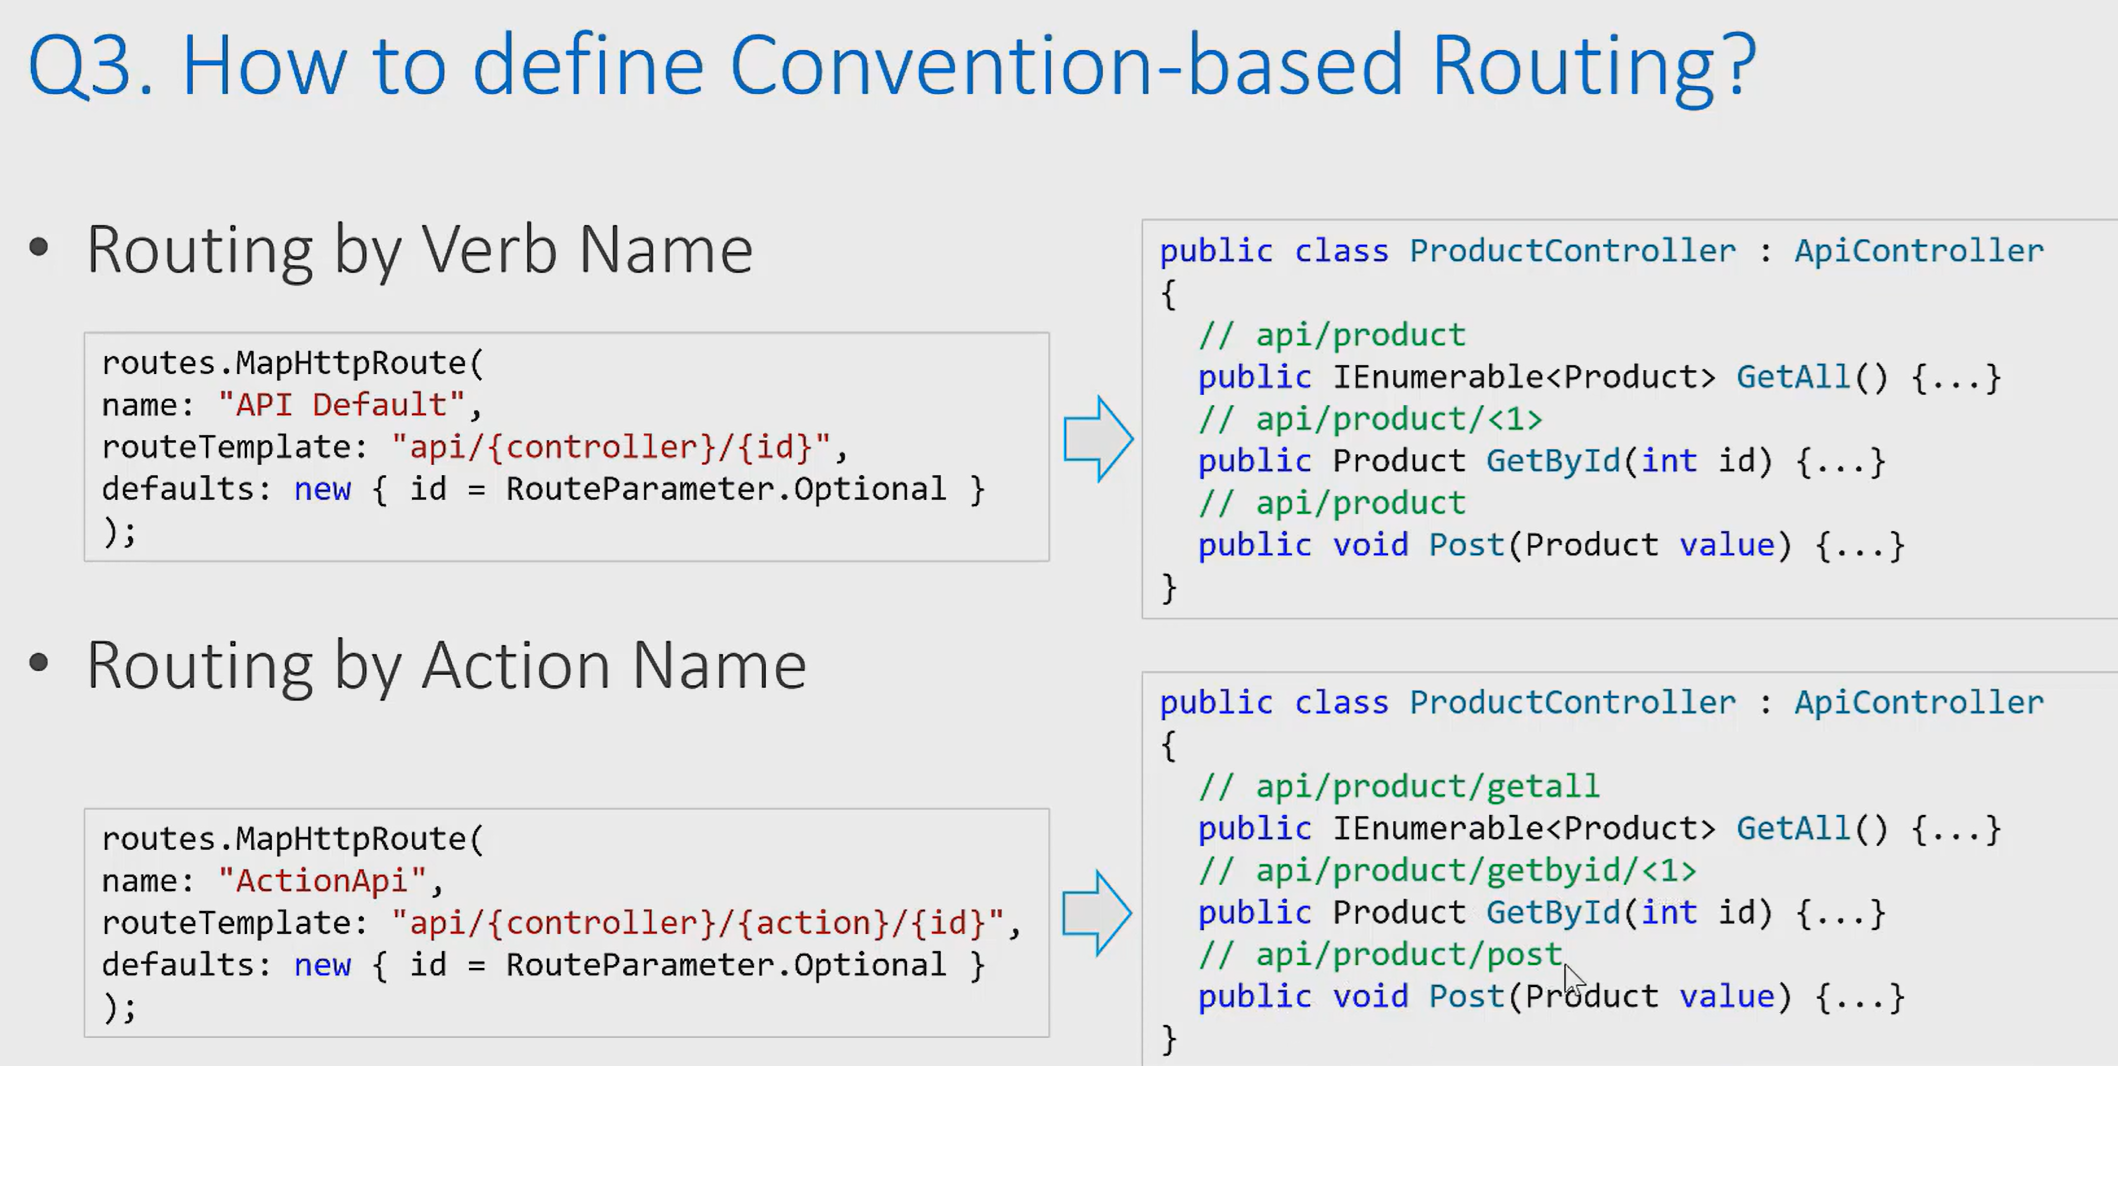 Q3. How to define Convention-based Routing?
• Routing by Verb Name
routes.MapHttpRoute(
name: "API Default",
routeTemplate: "api/{controller}/{id}",
defaults: new { id = RouteParameter.Optional }
);
public class ProductController : ApiController
{
// api/product
public IEnumerable<Product> GetAll() {...}
// api/product/<1>
public Product GetById(int id) {...}
// api/product
public void Post(Product value) {...}
}
• Routing by Action Name
routes.MapHttpRoute(
name: "ActionApi",
routeTemplate: "api/{controller}/{action}/{id}",
defaults: new { id = RouteParameter.Optional }
);
public class ProductController : ApiController
{
// api/product/getall
public IEnumerable<Product> GetAll() {...}
// api/product/getbyid/<1>
public Product GetById(int id) {...}
// api/product/post
public void Post(Product value) {...}
}